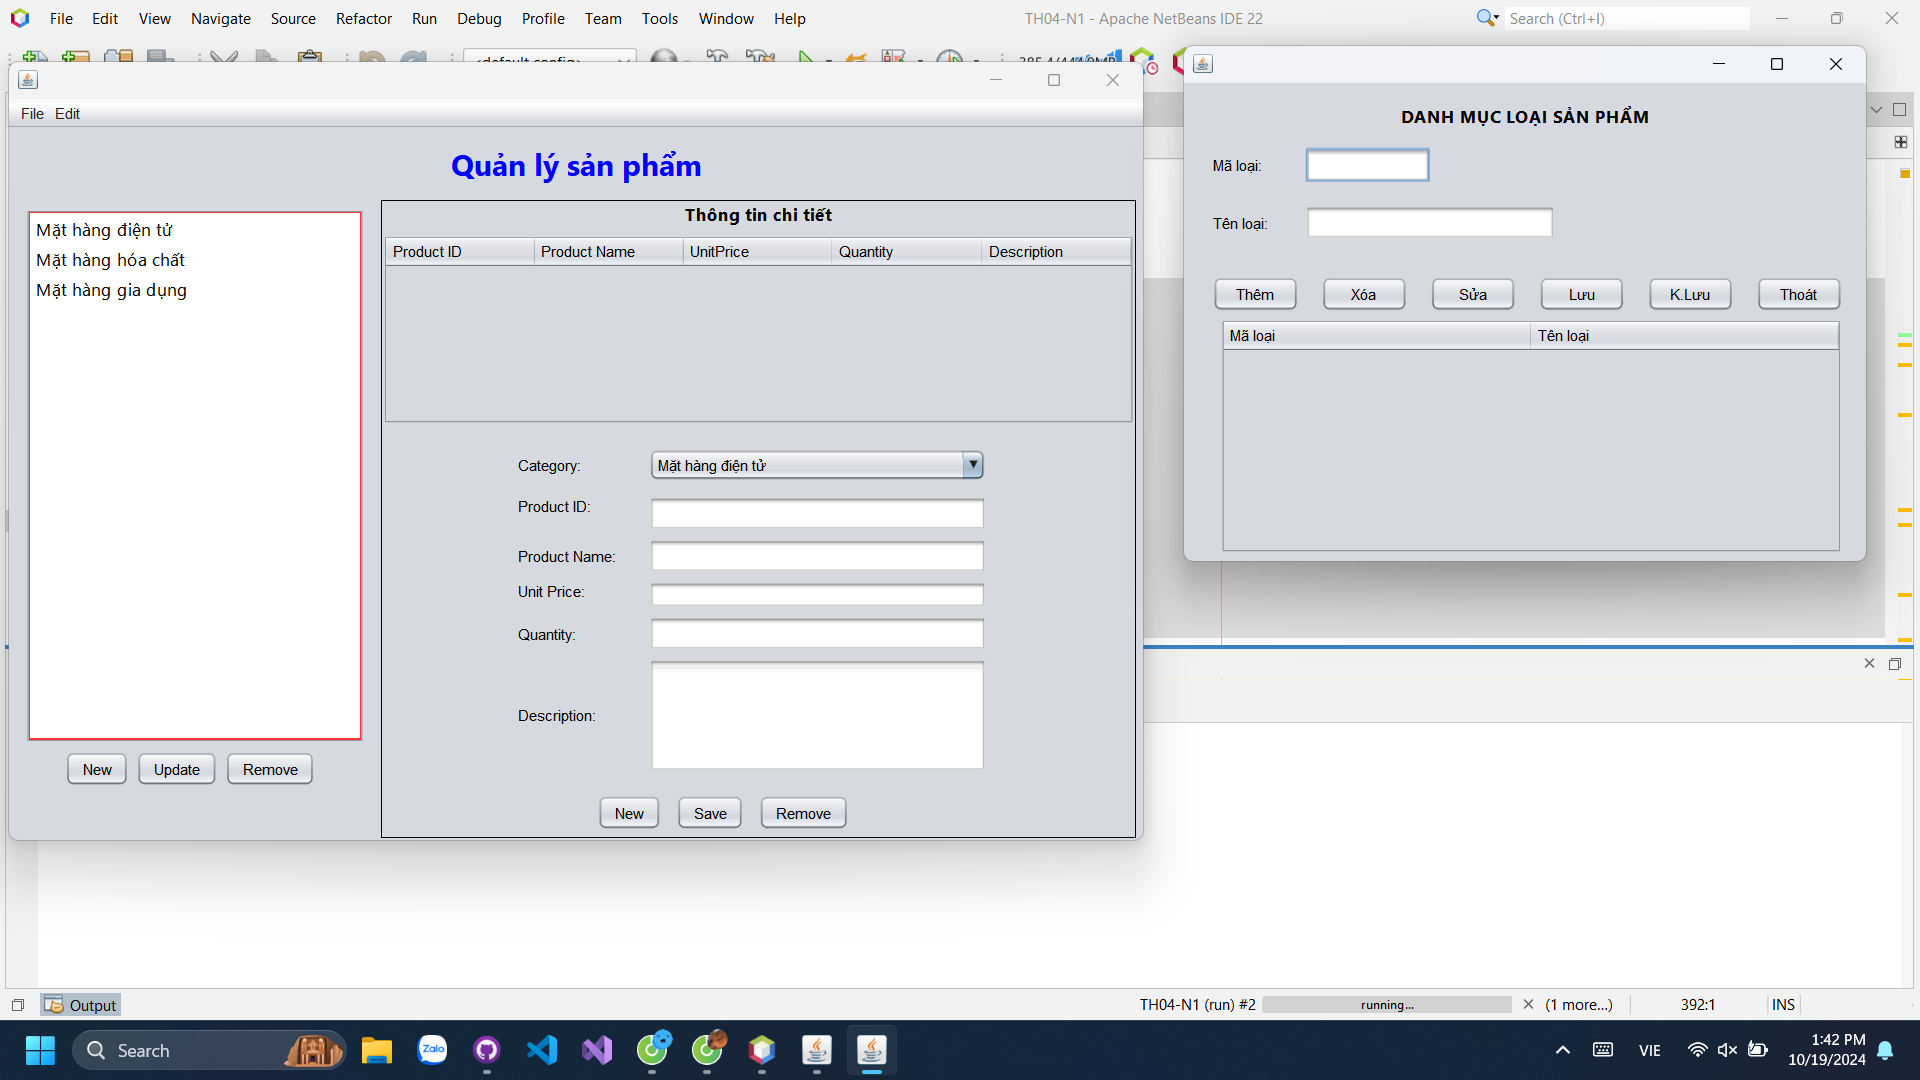 File Edit View Navigate Source Refactor Run Debug Profile Team Tools Window Help
TH04-N1 - Apache NetBeans IDE 22
Search (Ctrl+I)
File Edit
Quản lý sản phẩm
Mặt hàng điện tử
Mặt hàng hóa chất
Mặt hàng gia dụng
New Update Remove
Thông tin chi tiết
Product ID Product Name UnitPrice Quantity Description
Category: Mặt hàng điện tử
Product ID:
Product Name:
Unit Price:
Quantity:
Description:
New Save Remove
DANH MỤC LOẠI SẢN PHẨM
Mã loại:
Tên loại:
Thêm Xóa Sửa Lưu K.Lưu Thoát
Mã loại Tên loại
Output
TH04-N1 (run) #2 running... (1 more...) 392:1 INS
Search
Zalo
VIE
1:42 PM
10/19/2024